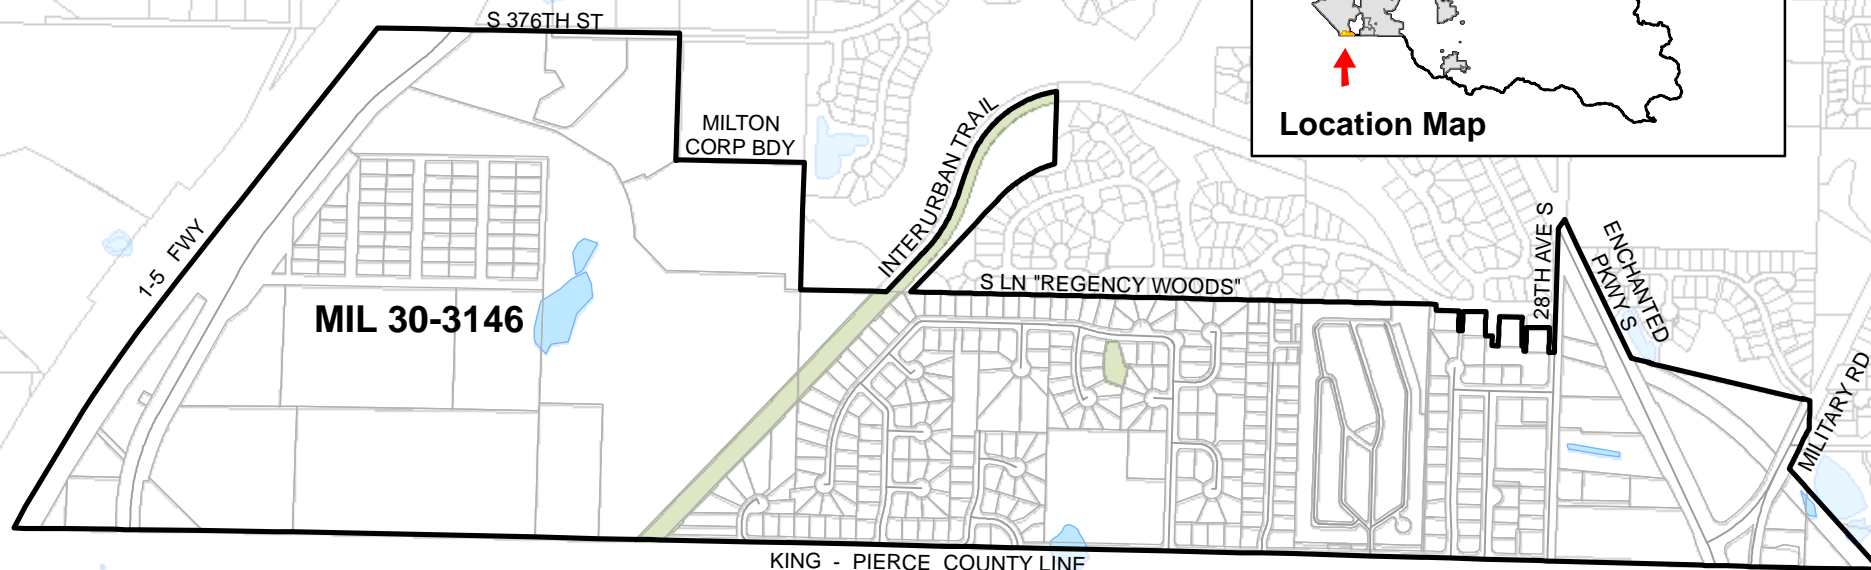 S 376TH ST
MILTON
CORP BDY
INTERURBAN TRAIL
Location Map
1-5 FWY
MIL 30-3146
S LN "REGENCY WOODS"
28TH AVE S
ENCHANTED
PKWY S
MILITARY RD
KING - PIERCE COUNTY LINE